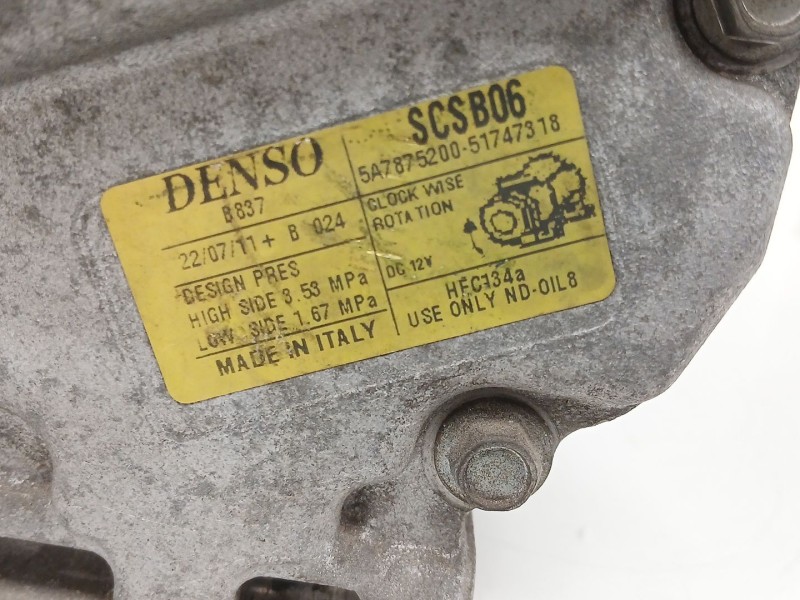 DENSO
B837
22/07/11 + B 024
DESIGN PRES
HIGH SIDE 3.53 MPa
LOW SIDE 1.67 MPa
MADE IN ITALY
SCSB06
5A7875200-51747318
CLOCK WISE
ROTATION
DC 12V
HFC134a
USE ONLY ND-OIL8